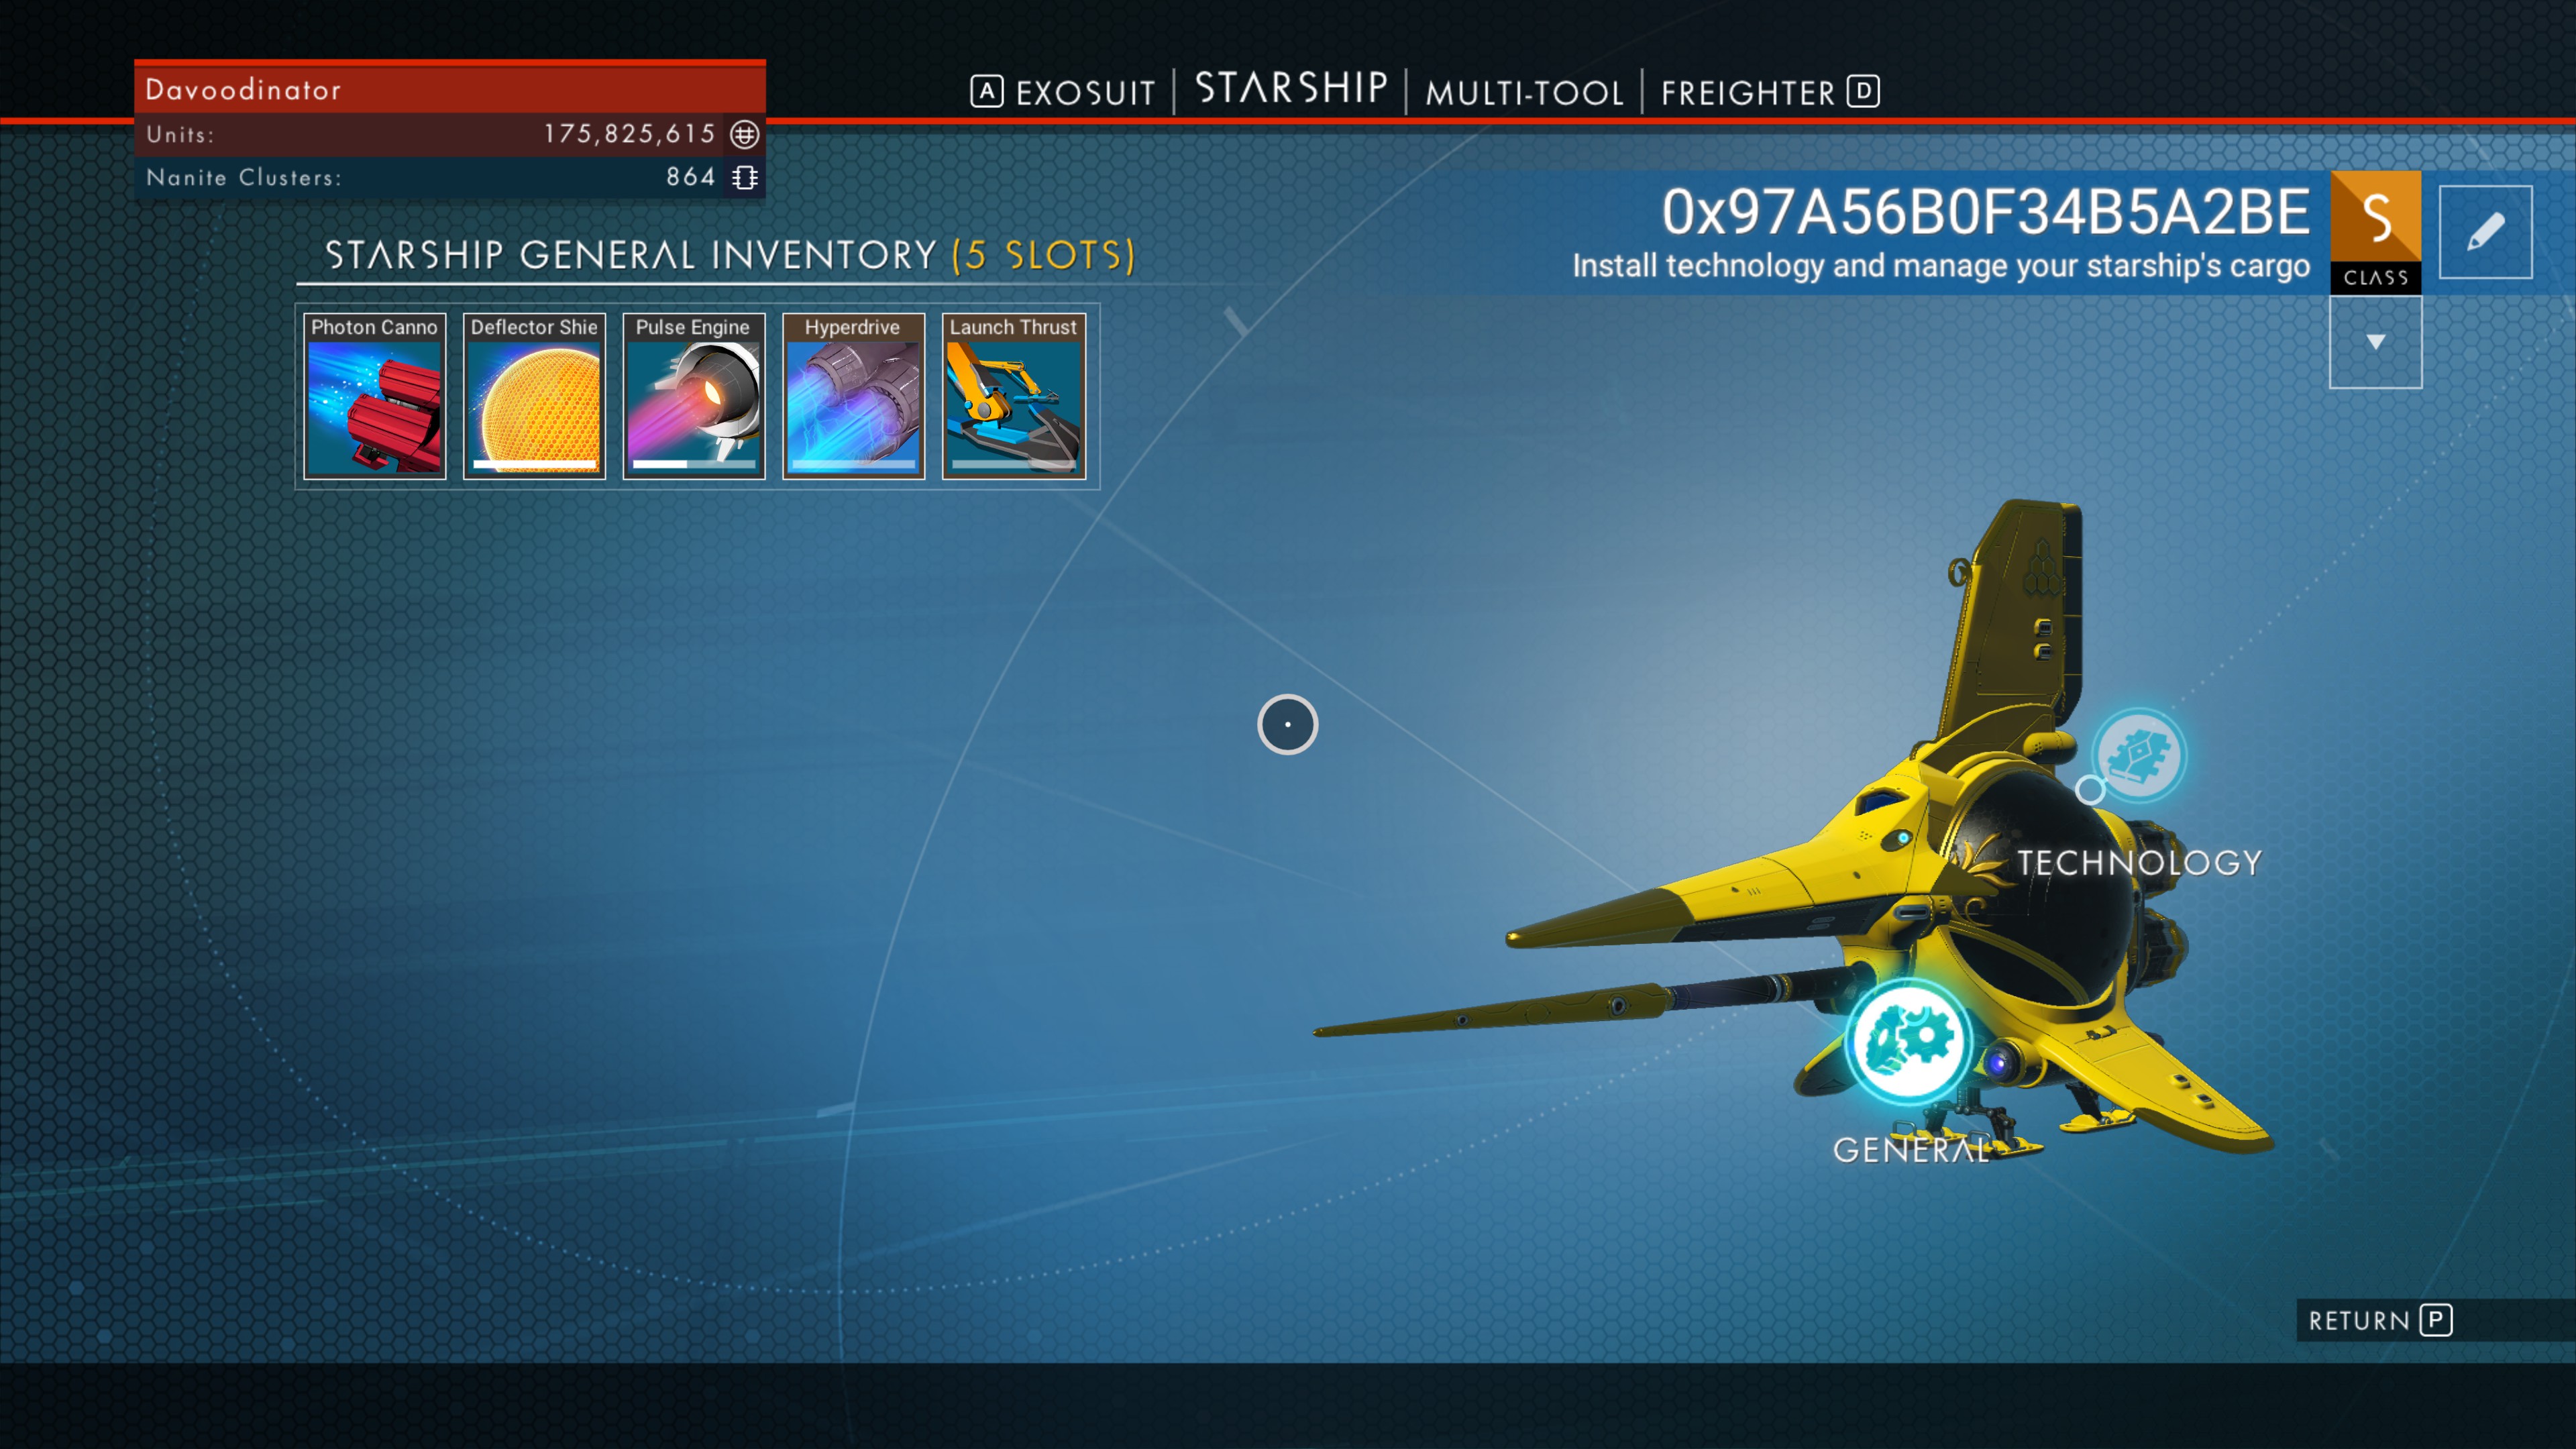 Davoodinator
Units: 175,825,615
Nanite Clusters: 864
A EXOSUIT STARSHIP MULTI-TOOL FREIGHTER D
0x97A56B0F34B5A2BE
Install technology and manage your starship's cargo
S
CLASS
STARSHIP GENERAL INVENTORY (5 SLOTS)
Photon Canno Deflector Shie Pulse Engine Hyperdrive Launch Thrust
TECHNOLOGY
GENERAL
RETURN P